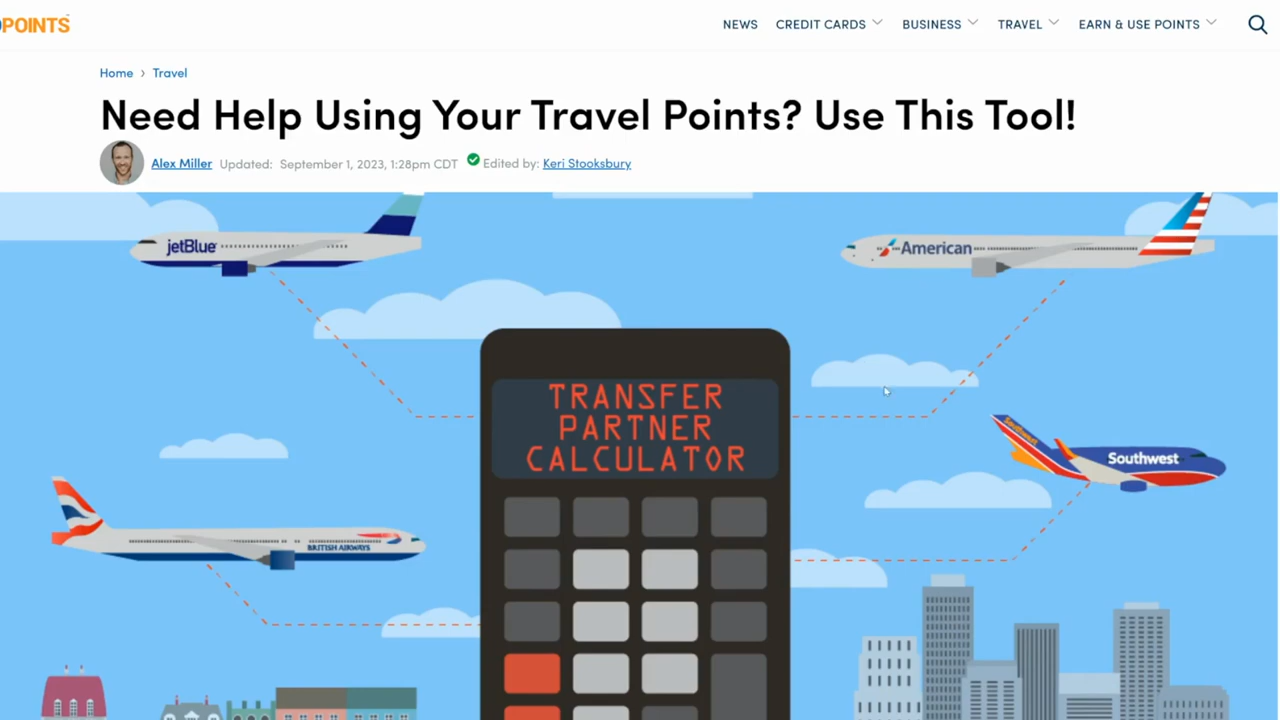 POINTS
NEWS CREDIT CARDS BUSINESS TRAVEL EARN & USE POINTS
Home › Travel
Need Help Using Your Travel Points? Use This Tool!
Alex Miller Updated: September 1, 2023, 1:28pm CDT Edited by: Keri Stooksbury
jetBlue
American
TRANSFER
PARTNER
CALCULATOR
Southwest
Southwest
BRITISH AIRWAYS